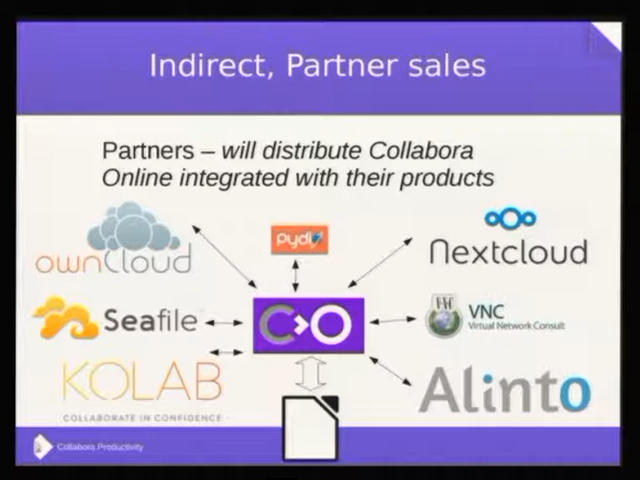 Indirect, Partner sales
Partners – will distribute Collabora
Online integrated with their products
ownCloud
pydio
Nextcloud
Seafile
C>O
VNC
Virtual Network Consult
KOLAB
COLLABORATE IN CONFIDENCE
Alinto
Collabora Productivity